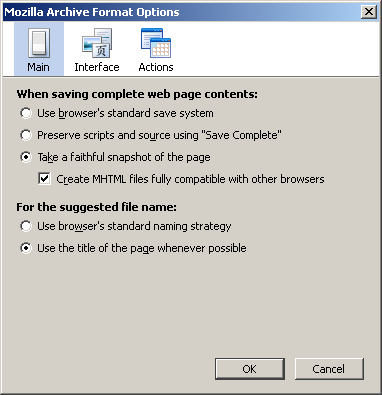 Mozilla Archive Format Options
Main Interface Actions
When saving complete web page contents:
Use browser's standard save system
Preserve scripts and source using "Save Complete"
Take a faithful snapshot of the page
Create MHTML files fully compatible with other browsers
For the suggested file name:
Use browser's standard naming strategy
Use the title of the page whenever possible
OK Cancel